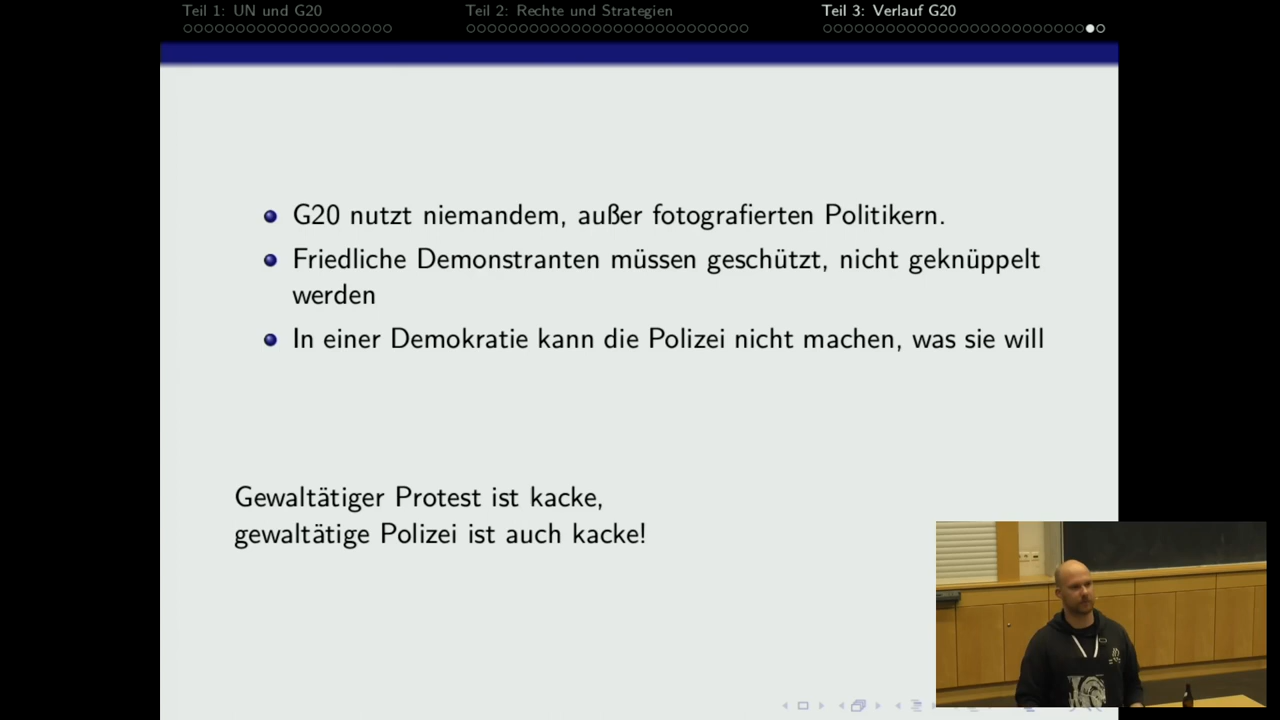 Teil 1: UN und G20
Teil 2: Rechte und Strategien
Teil 3: Verlauf G20
G20 nutzt niemandem, außer fotografierten Politikern.
Friedliche Demonstranten müssen geschützt, nicht geknüppelt
werden
In einer Demokratie kann die Polizei nicht machen, was sie will
Gewaltätiger Protest ist kacke,
gewaltätige Polizei ist auch kacke!